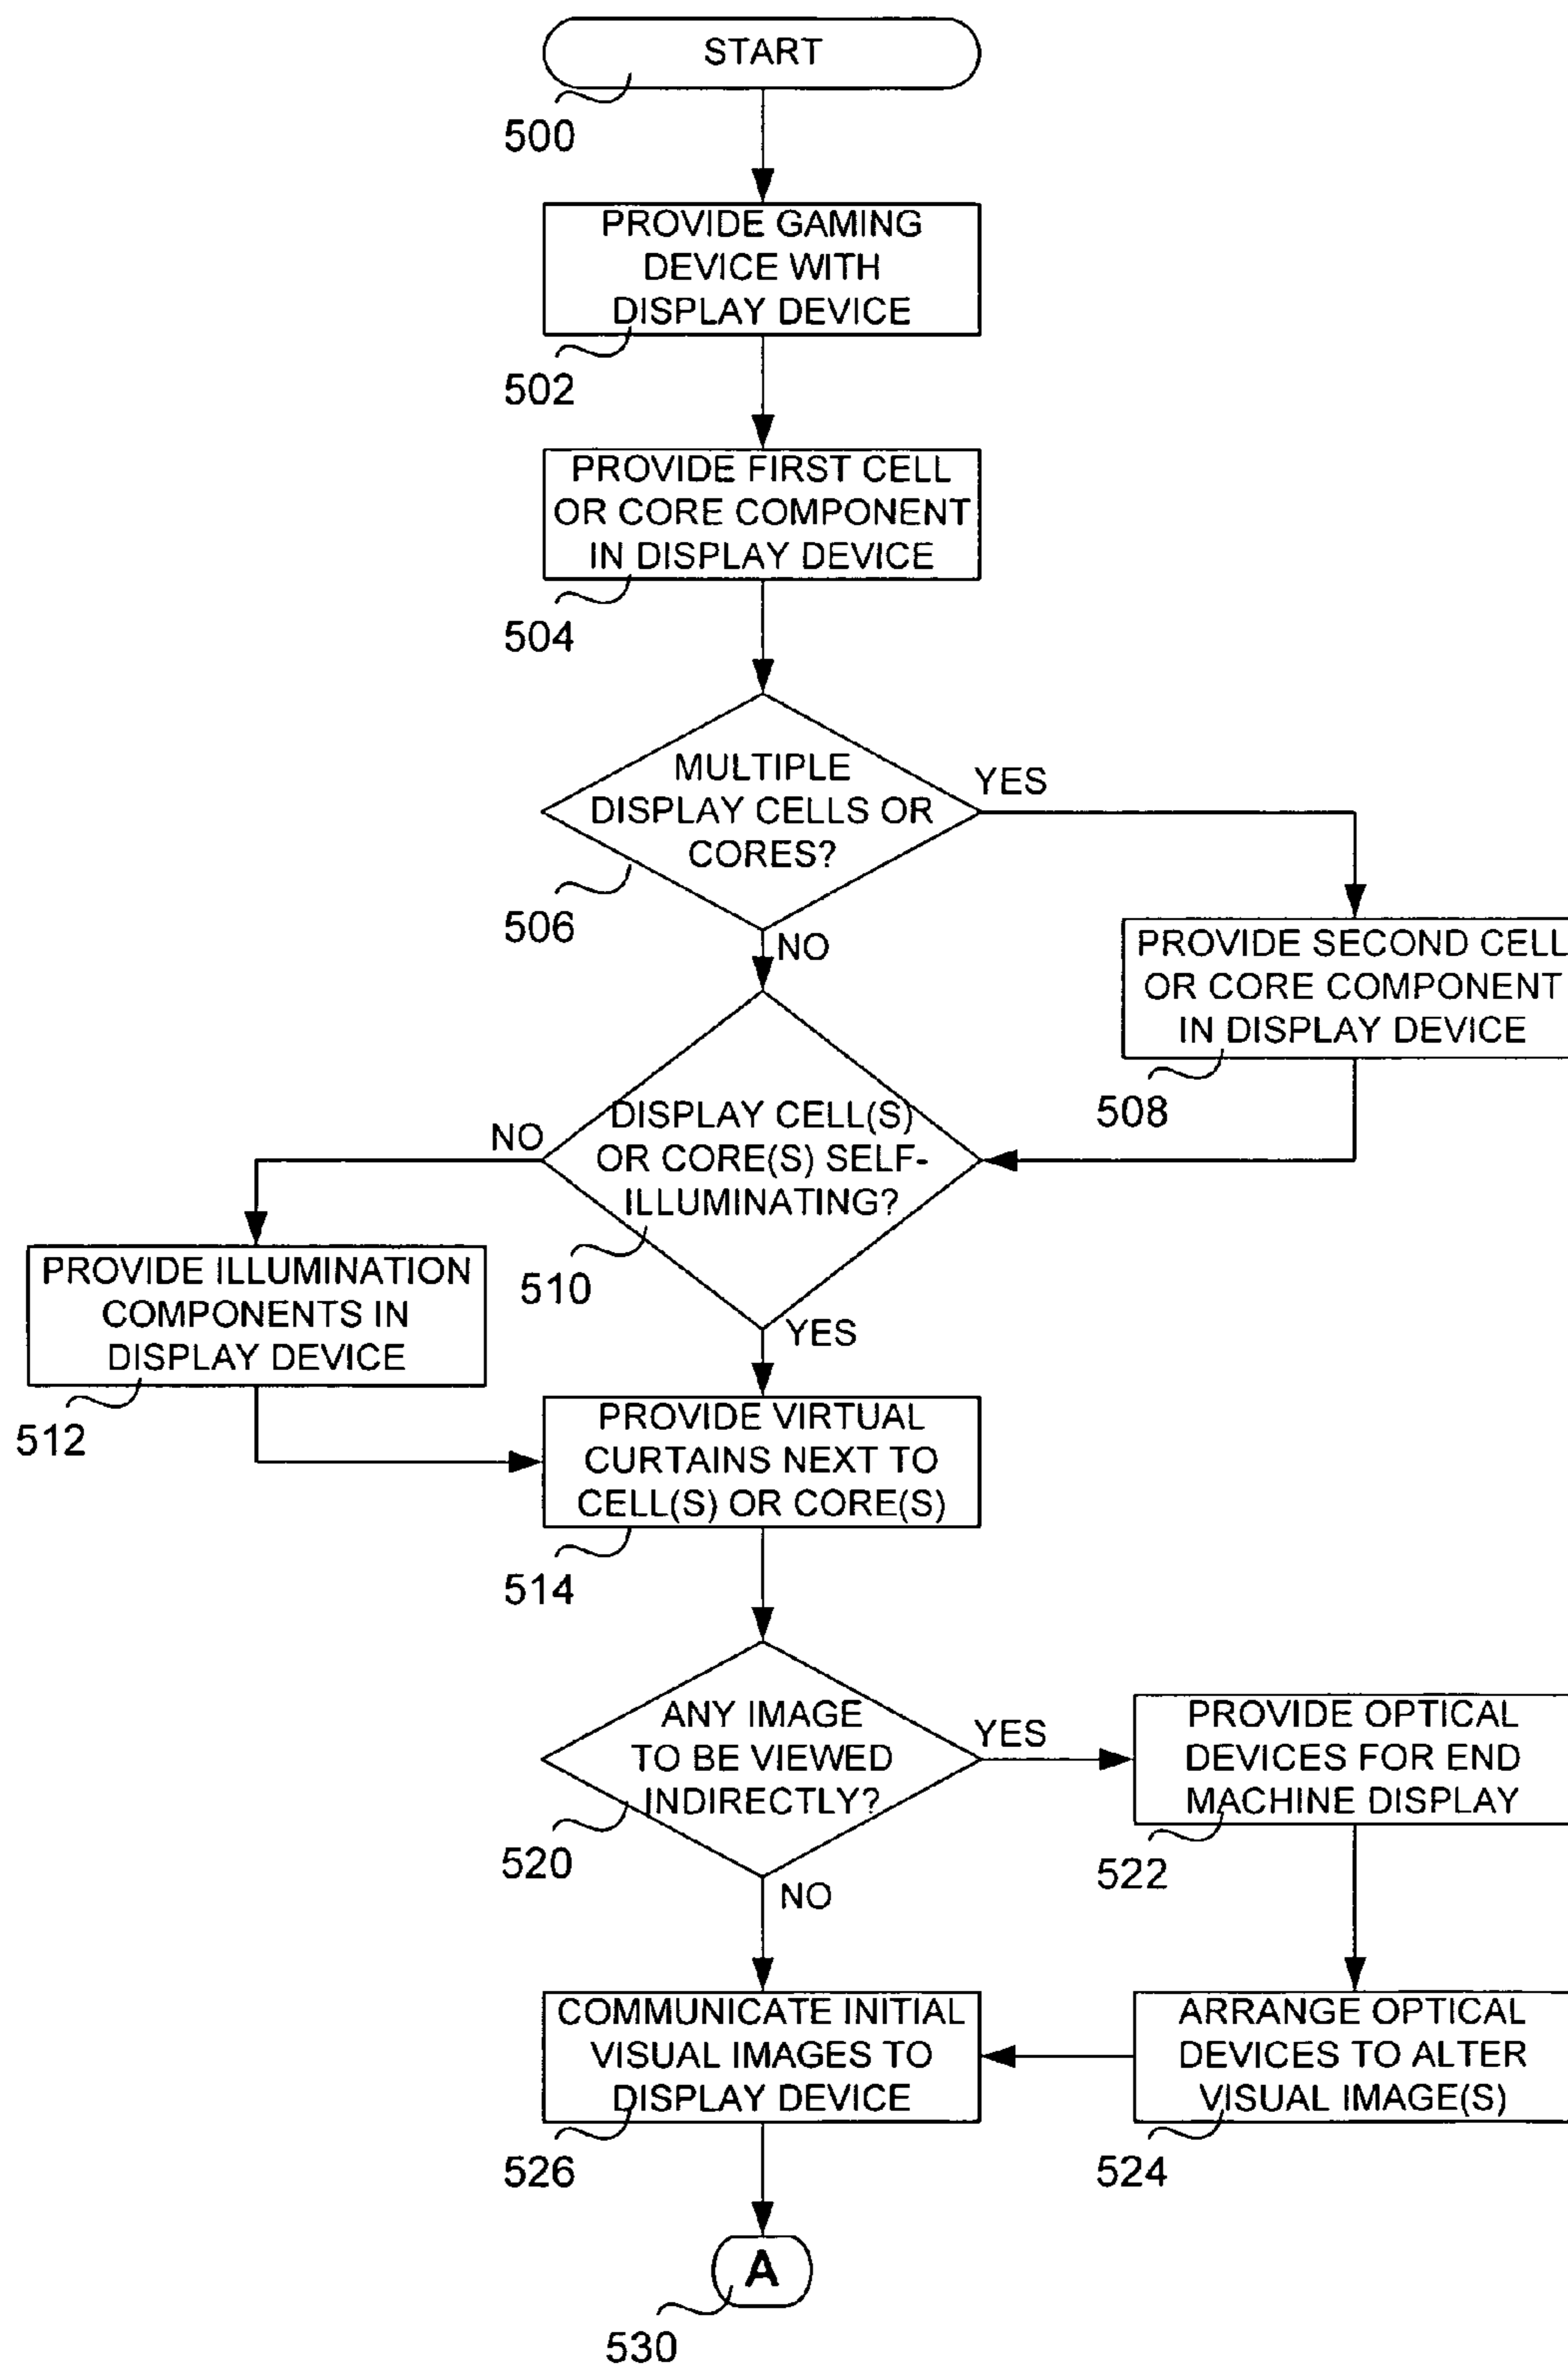 START
500
PROVIDE GAMING
DEVICE WITH
DISPLAY DEVICE
502
PROVIDE FIRST CELL
OR CORE COMPONENT
IN DISPLAY DEVICE
504
MULTIPLE
DISPLAY CELLS OR
CORES?
506
YES
NO
PROVIDE SECOND CELL
OR CORE COMPONENT
IN DISPLAY DEVICE
508
DISPLAY CELL(S)
OR CORE(S) SELF-
ILLUMINATING?
510
NO
YES
PROVIDE ILLUMINATION
COMPONENTS IN
DISPLAY DEVICE
512
PROVIDE VIRTUAL
CURTAINS NEXT TO
CELL(S) OR CORE(S)
514
ANY IMAGE
TO BE VIEWED
INDIRECTLY?
520
YES
NO
PROVIDE OPTICAL
DEVICES FOR END
MACHINE DISPLAY
522
ARRANGE OPTICAL
DEVICES TO ALTER
VISUAL IMAGE(S)
524
COMMUNICATE INITIAL
VISUAL IMAGES TO
DISPLAY DEVICE
526
A
530